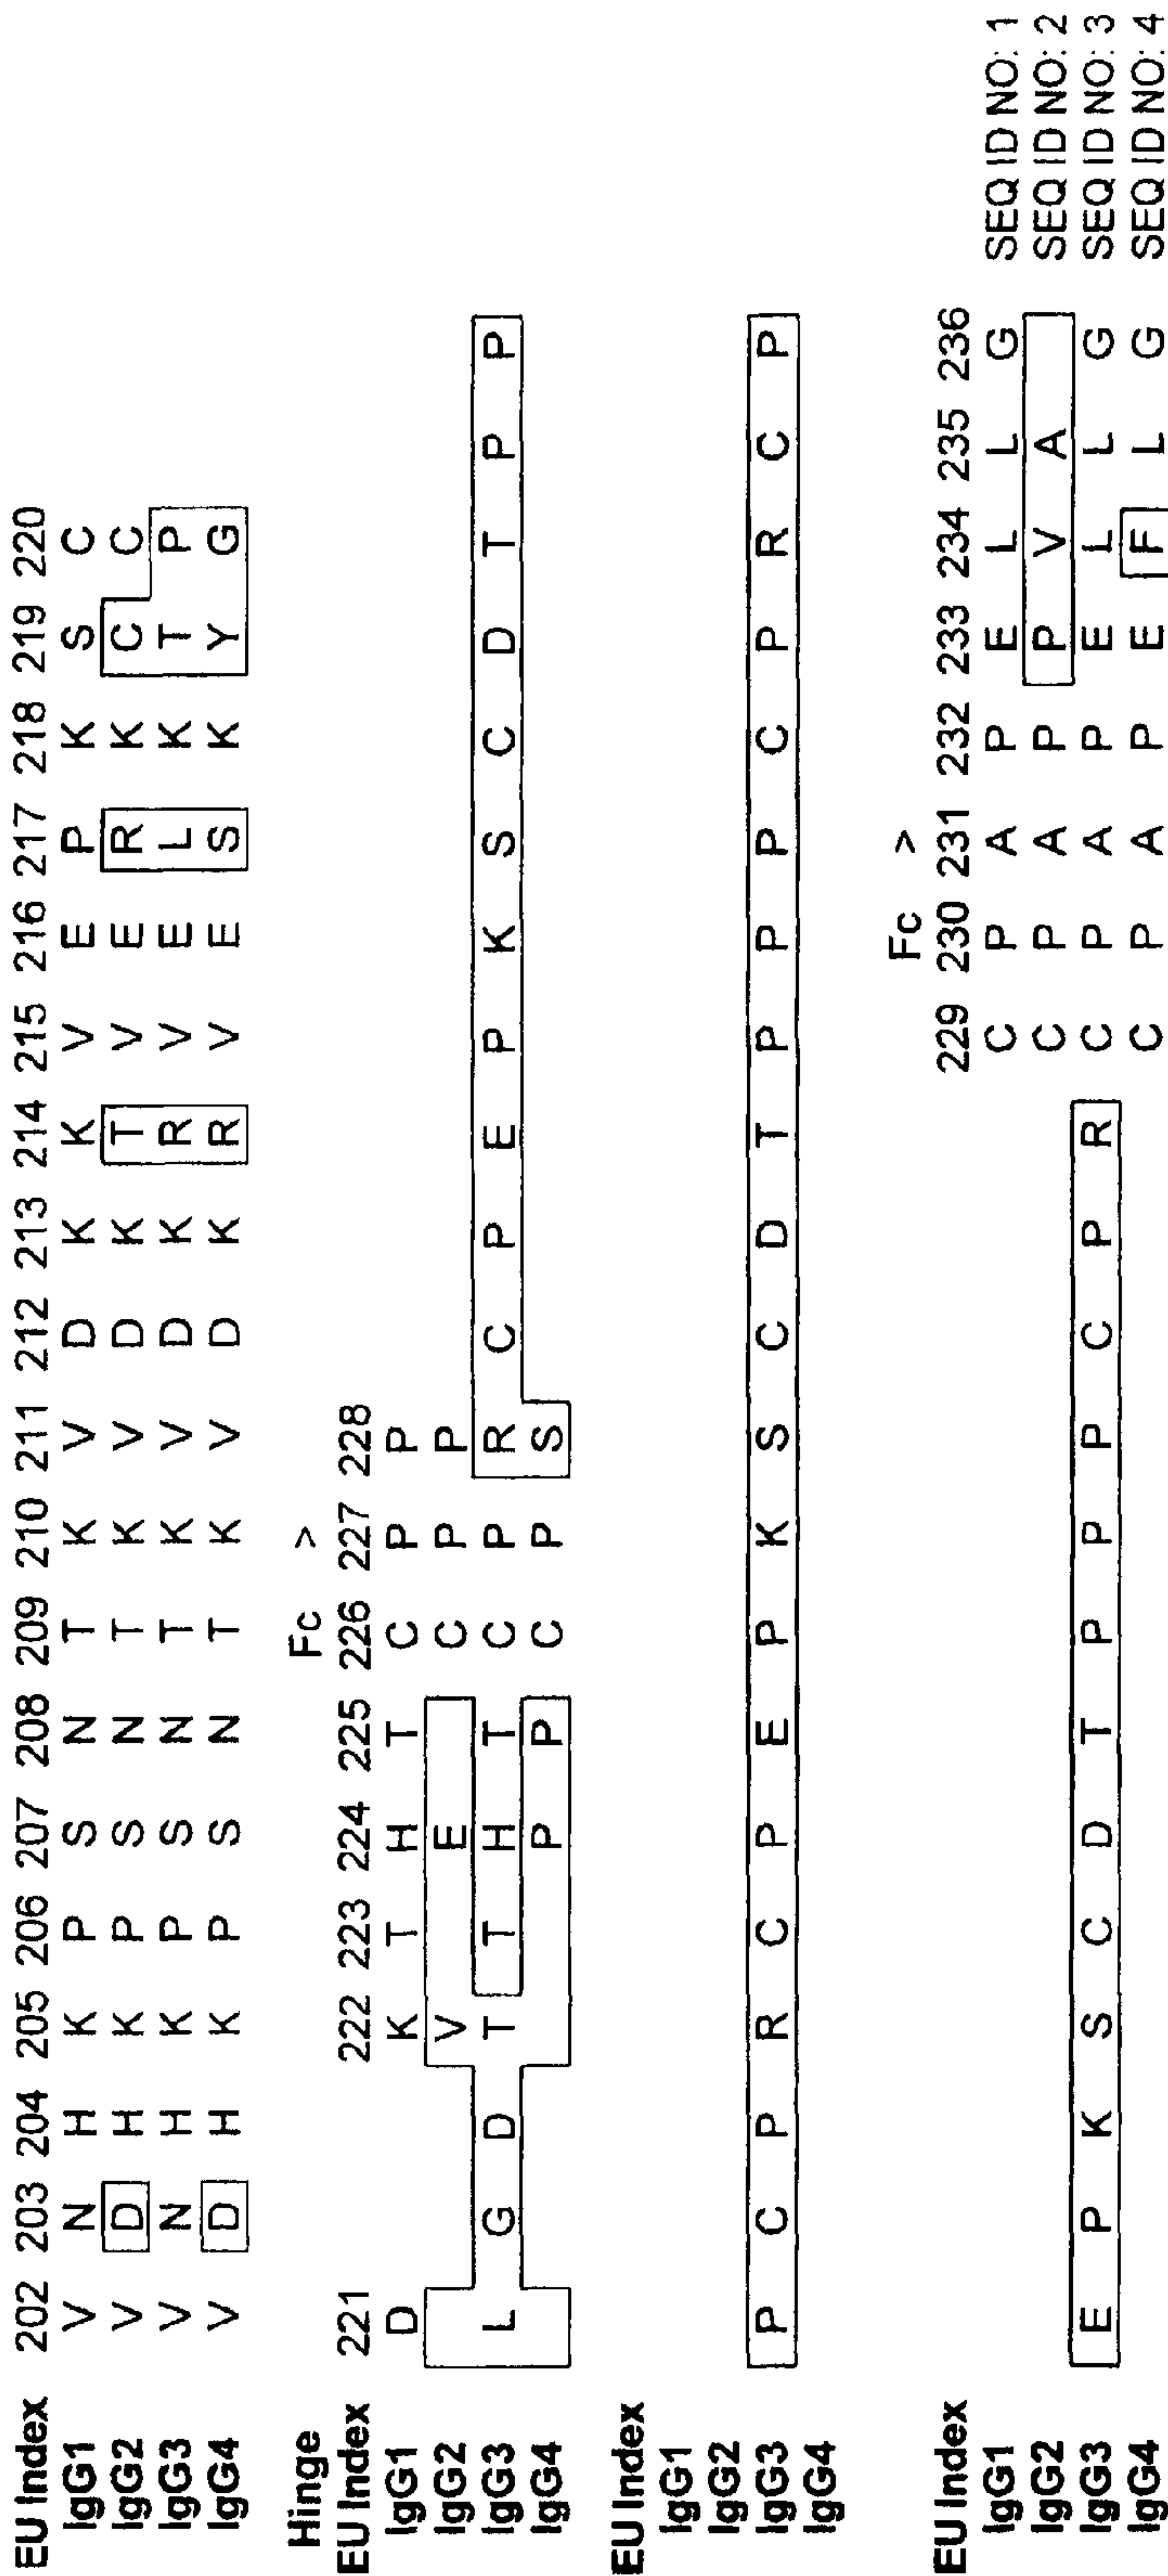 EU Index 202 203 204 205 206 207 208 209 210 211 212 213 214 215 216 217 218 219 220
IgG1 V N H K P S N T K V D K K V E P K S C
IgG2 V D H K P S N T K V D K T V E R K C C
IgG3 V N H K P S N T K V D K R V E L K T P
IgG4 V D H K P S N T K V D K R V E S K Y G
Hinge Fc >
EU Index 221 222 223 224 225 226 227 228
IgG1 D K T H T C P P
IgG2 V E C P P
IgG3 L G D T T H T C P R C P E P K S C D T P P
IgG4 P P C P S
EU Index
IgG1
IgG2
IgG3 P C P R C P E P K S C D T P P P C P R C P
IgG4
Fc >
EU Index 229 230 231 232 233 234 235 236
IgG1 C P A P E L L G SEQ ID NO: 1
IgG2 C P A P P V A SEQ ID NO: 2
IgG3 E P K S C D T P P P C P R C P A P E L L G SEQ ID NO: 3
IgG4 C P A P E F L G SEQ ID NO: 4